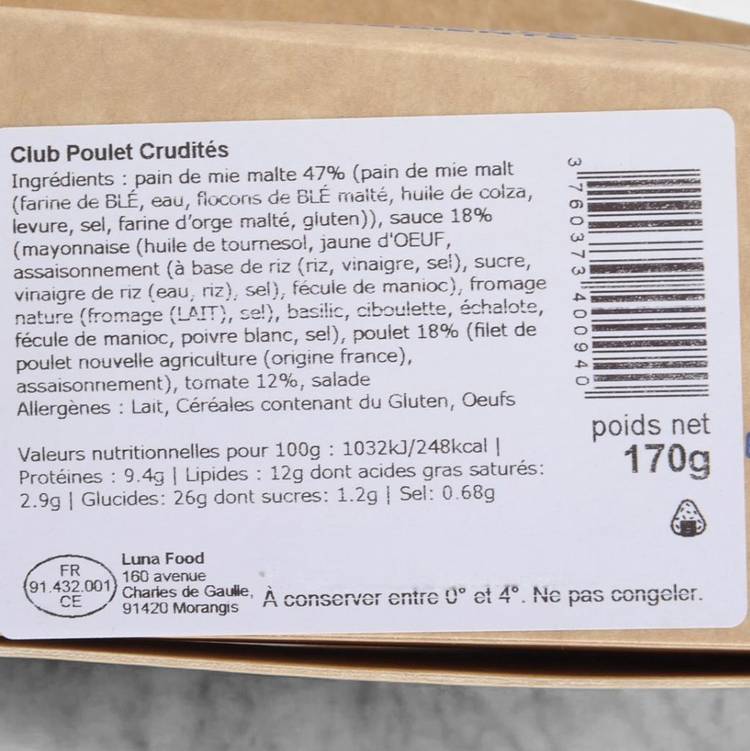 Club Poulet Crudités
Ingrédients : pain de mie malte 47% (pain de mie malt
(farine de BLÉ, eau, flocons de BLÉ malté, huile de colza,
levure, sel, farine d'orge malté, gluten)), sauce 18%
(mayonnaise (huile de tournesol, jaune d'OEUF,
assaisonnement (à base de riz (riz, vinaigre, sel), sucre,
vinaigre de riz (eau, riz), sel), fécule de manioc), fromage
nature (fromage (LAIT), sel), basilic, ciboulette, échalote,
fécule de manioc, poivre blanc, sel), poulet 18% (filet de
poulet nouvelle agriculture (origine france),
assaisonnement), tomate 12%, salade
Allergènes : Lait, Céréales contenant du Gluten, Oeufs
Valeurs nutritionnelles pour 100g : 1032kJ/248kcal |
Protéines : 9.4g | Lipides : 12g dont acides gras saturés:
2.9g | Glucides: 26g dont sucres: 1.2g | Sel: 0.68g
3 760373 400940
poids net
170g
FR
91.432.001
CE
Luna Food
160 avenue
Charles de Gaulle,
91420 Morangis
À conserver entre 0° et 4°. Ne pas congeler.